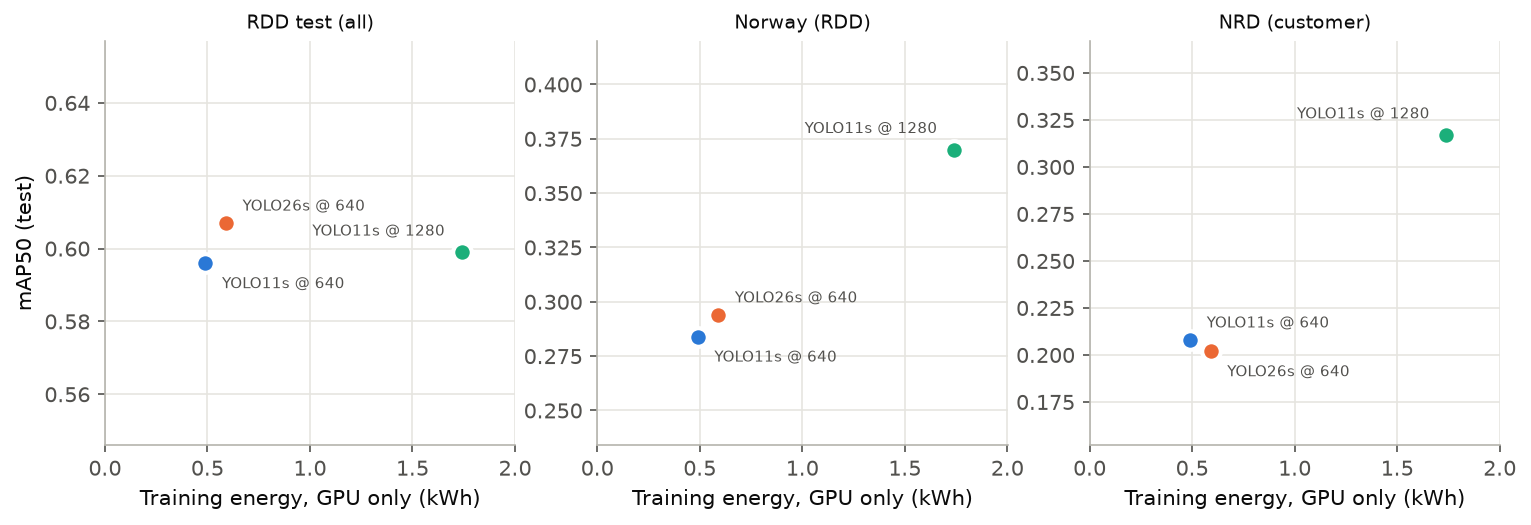 RDD test (all)
Norway (RDD)
NRD (customer)
mAP50 (test)
0.64
0.62
0.60
0.58
0.56
YOLO26s @ 640
YOLO11s @ 1280
YOLO11s @ 640
0.0 0.5 1.0 1.5 2.0
Training energy, GPU only (kWh)
0.400
0.375
0.350
0.325
0.300
0.275
0.250
YOLO11s @ 1280
YOLO26s @ 640
YOLO11s @ 640
0.0 0.5 1.0 1.5 2.0
Training energy, GPU only (kWh)
0.350
0.325
0.300
0.275
0.250
0.225
0.200
0.175
YOLO11s @ 1280
YOLO11s @ 640
YOLO26s @ 640
0.0 0.5 1.0 1.5 2.0
Training energy, GPU only (kWh)